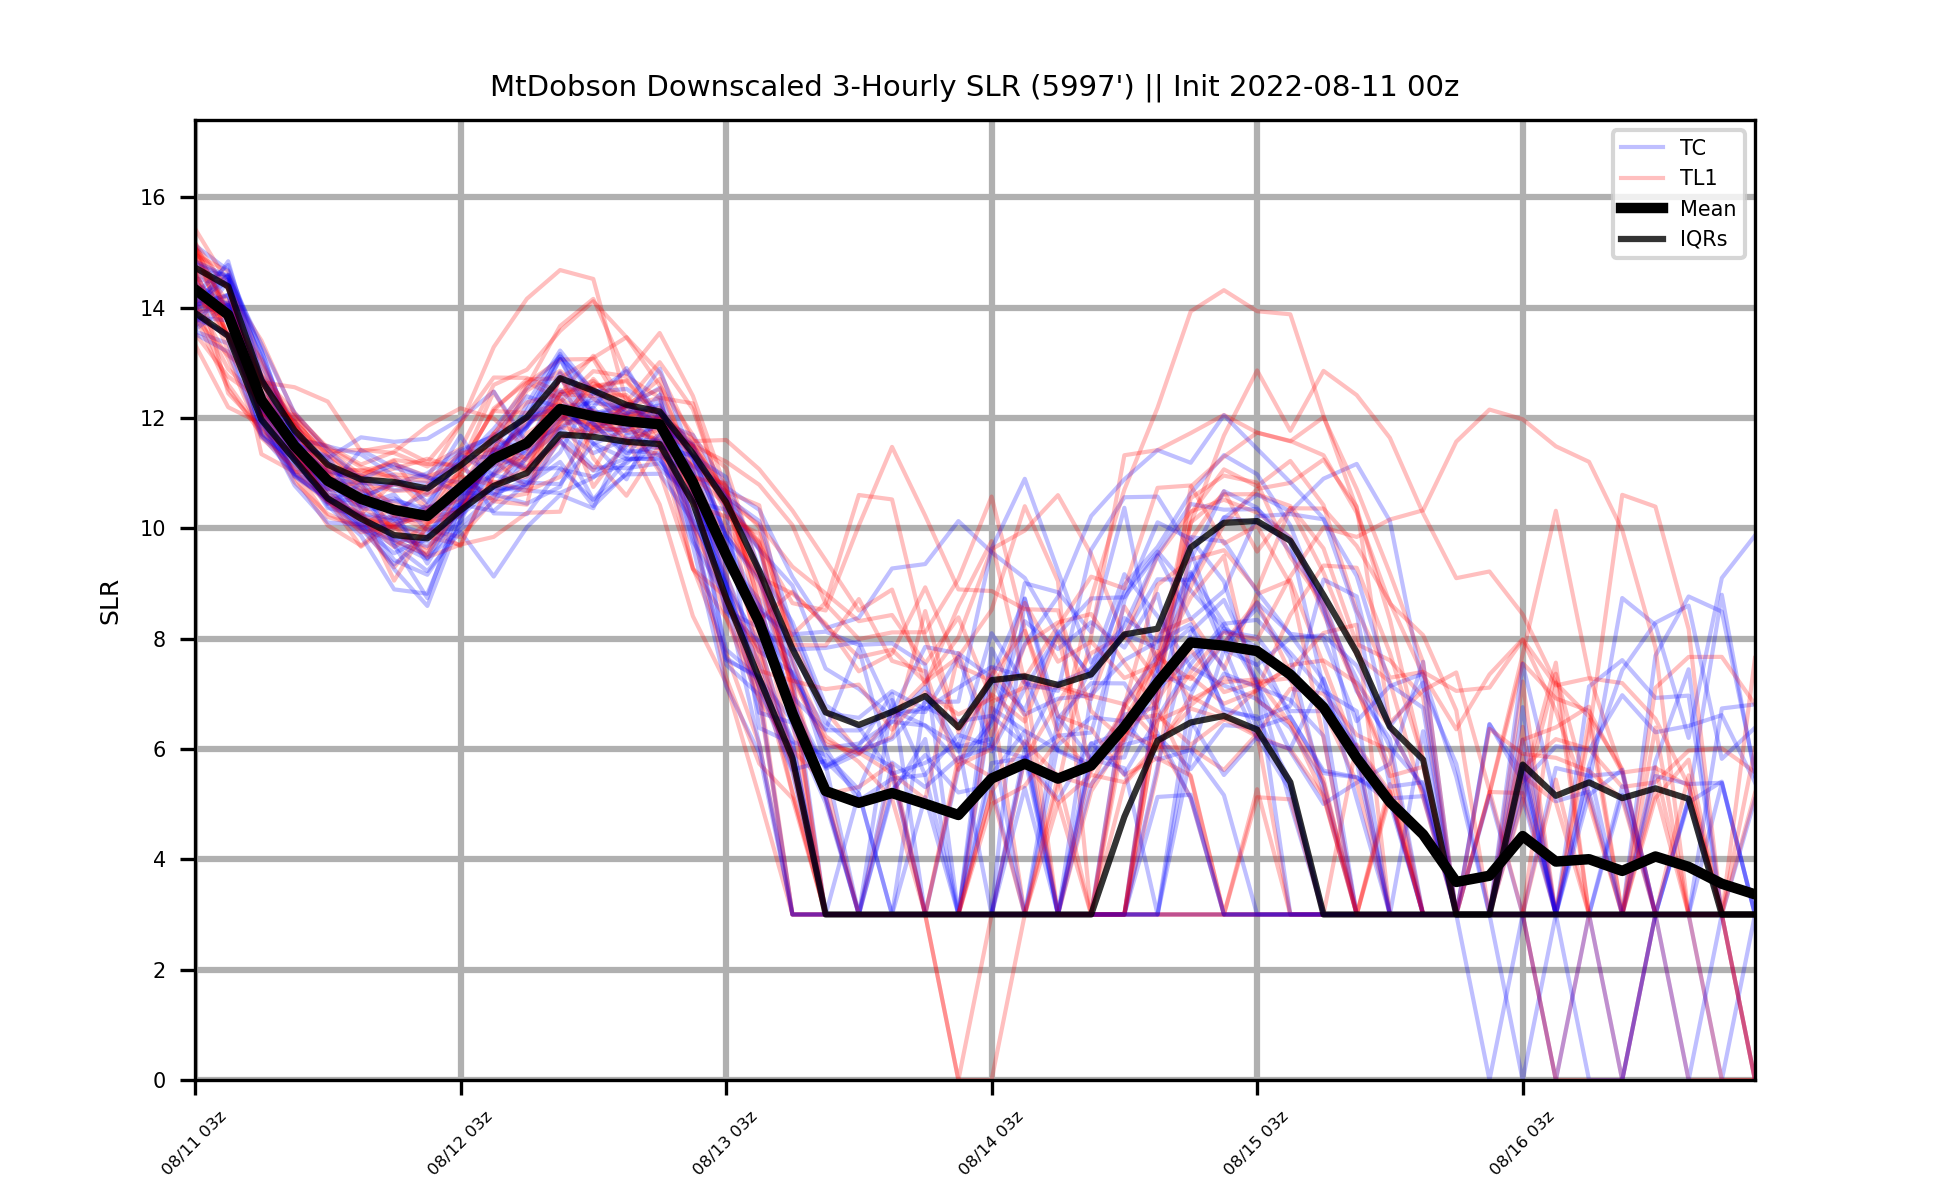 MtDobson Downscaled 3-Hourly SLR (5997') || Init 2022-08-11 00z
TC
TL1
Mean
IQRs
SLR
16
14
12
10
8
6
4
2
0
08/11 03z
08/12 03z
08/13 03z
08/14 03z
08/15 03z
08/16 03z